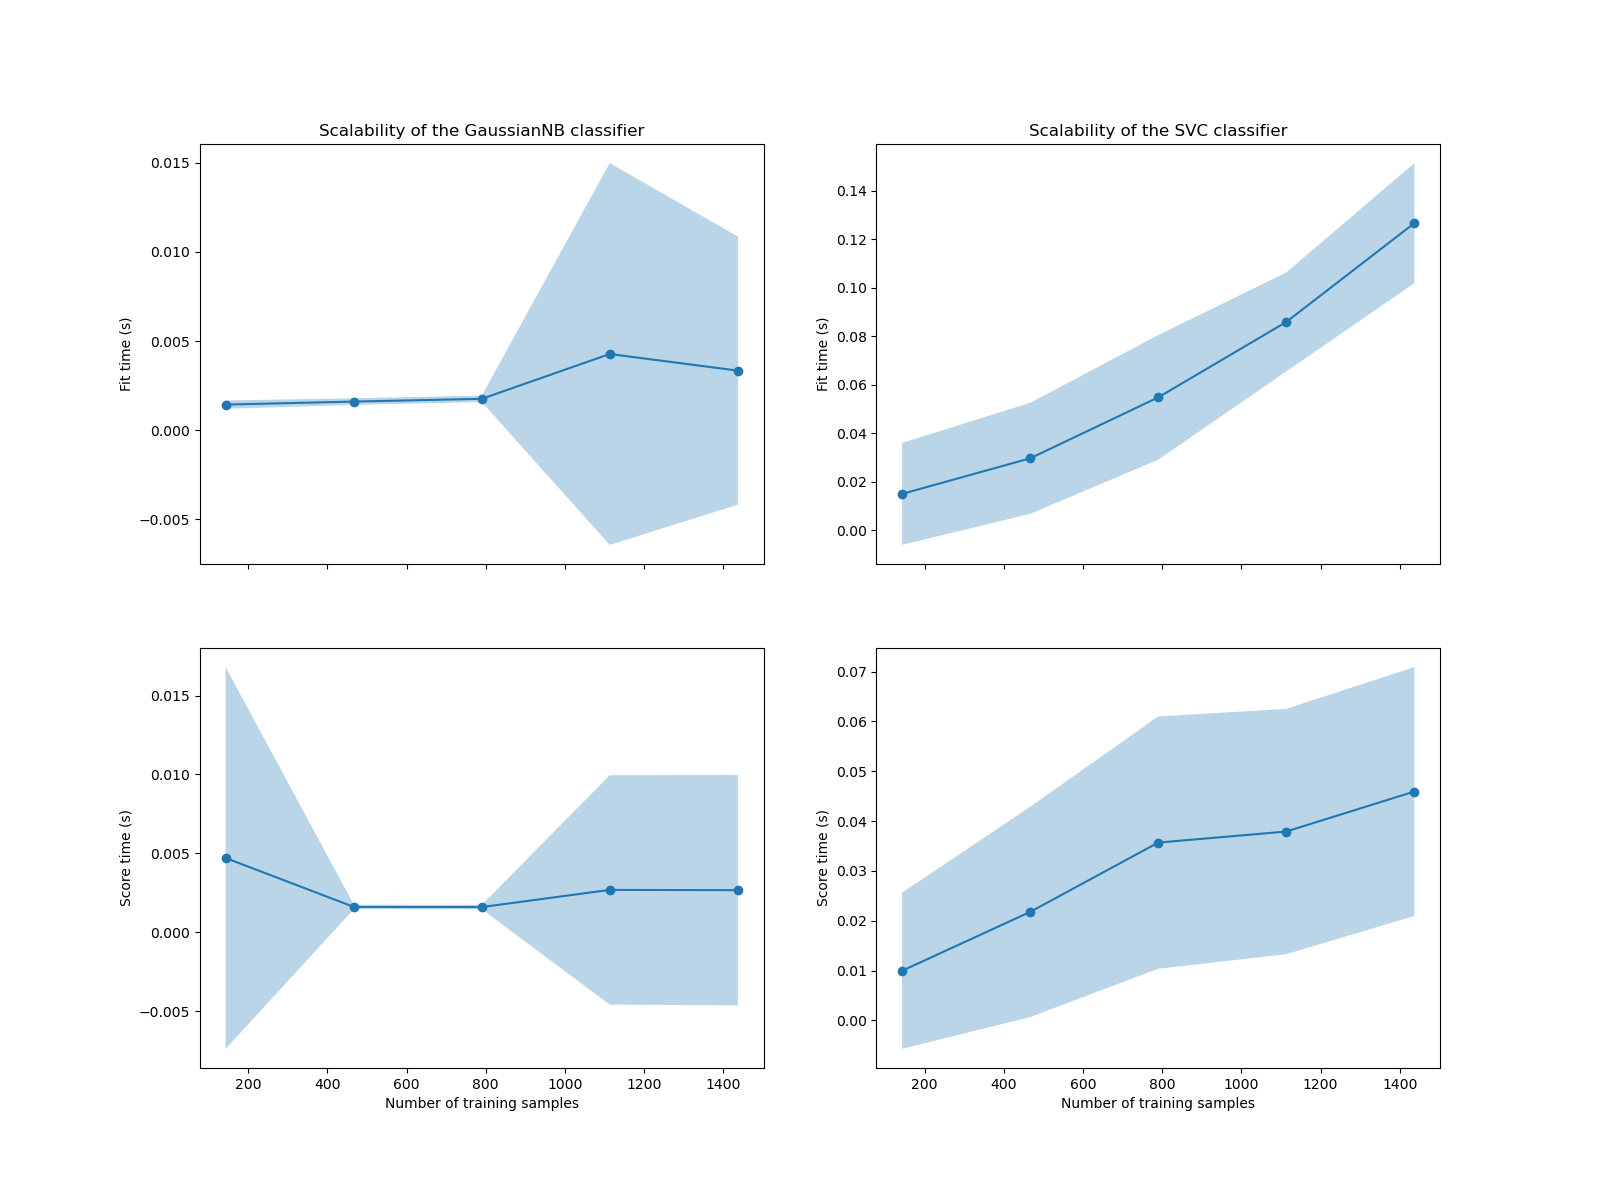 Scalability of the GaussianNB classifier
Fit time (s)
0.015
0.010
0.005
0.000
−0.005
Scalability of the SVC classifier
Fit time (s)
0.14
0.12
0.10
0.08
0.06
0.04
0.02
0.00
Score time (s)
0.015
0.010
0.005
0.000
−0.005
200 400 600 800 1000 1200 1400
Number of training samples
Score time (s)
0.07
0.06
0.05
0.04
0.03
0.02
0.01
0.00
200 400 600 800 1000 1200 1400
Number of training samples